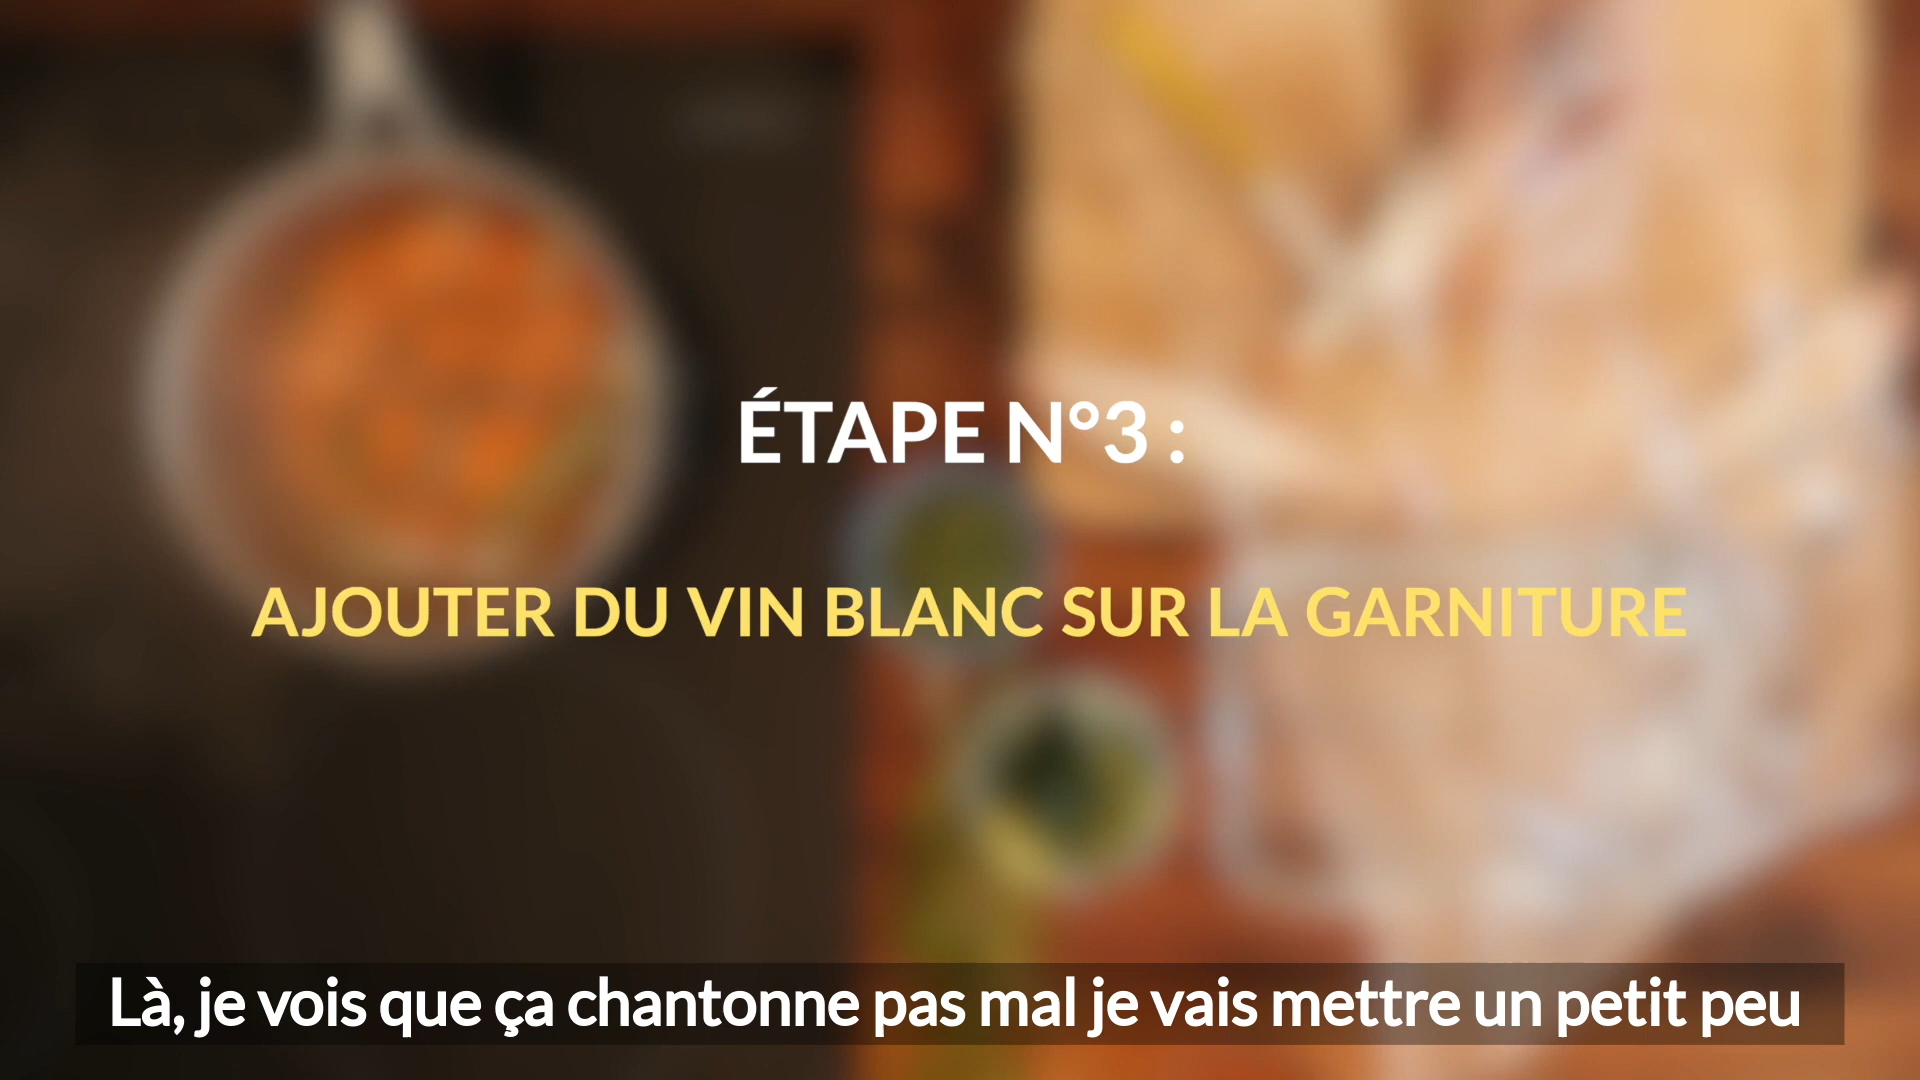 ÉTAPE N°3 :
AJOUTER DU VIN BLANC SUR LA GARNITURE
Là, je vois que ça chantonne pas mal je vais mettre un petit peu